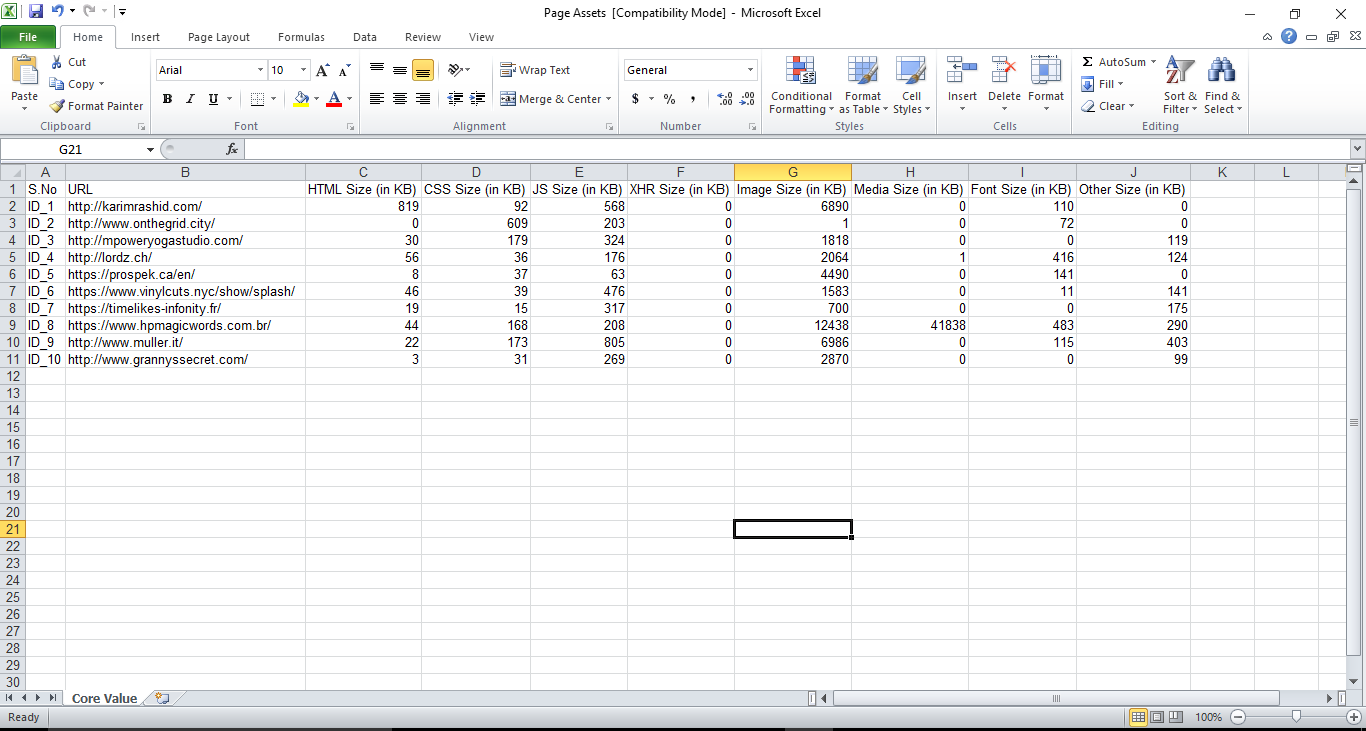 Page Assets [Compatibility Mode] - Microsoft Excel
File Home Insert Page Layout Formulas Data Review View
Paste Cut Copy Format Painter Clipboard
Arial 10 A A B I U A Font
Wrap Text Merge & Center Alignment
General $ % , .00 .0 Number
Conditional Formatting Format as Table Cell Styles Styles
Insert Delete Format Cells
Σ AutoSum Fill Clear Sort & Filter Find & Select Editing
G21 fx
A B C D E F G H I J K L
1 S.No URL HTML Size (in KB) CSS Size (in KB) JS Size (in KB) XHR Size (in KB) Image Size (in KB) Media Size (in KB) Font Size (in KB) Other Size (in KB)
2 ID_1 http://karimrashid.com/ 819 92 568 0 6890 0 110 0
3 ID_2 http://www.onthegrid.city/ 0 609 203 0 1 0 72 0
4 ID_3 http://mpoweryogastudio.com/ 30 179 324 0 1818 0 0 119
5 ID_4 http://lordz.ch/ 56 36 176 0 2064 1 416 124
6 ID_5 https://prospek.ca/en/ 8 37 63 0 4490 0 141 0
7 ID_6 https://www.vinylcuts.nyc/show/splash/ 46 39 476 0 1583 0 11 141
8 ID_7 https://timelikes-infonity.fr/ 19 15 317 0 700 0 0 175
9 ID_8 https://www.hpmagicwords.com.br/ 44 168 208 0 12438 41838 483 290
10 ID_9 http://www.muller.it/ 22 173 805 0 6986 0 115 403
11 ID_10 http://www.grannyssecret.com/ 3 31 269 0 2870 0 0 99
12
13
14
15
16
17
18
19
20
21
22
23
24
25
26
27
28
29
30
Core Value
Ready 100%